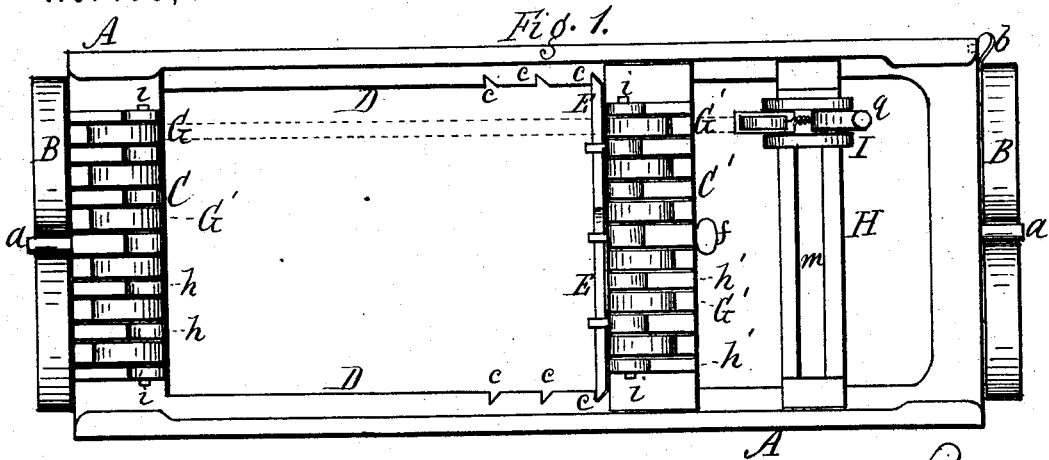 Fig. 1.
A b
i c c c i
D c E G' q
G I
B C C' B
G'
a f H a
m
h E h'
G'
h
h'
D c c
i c i
A